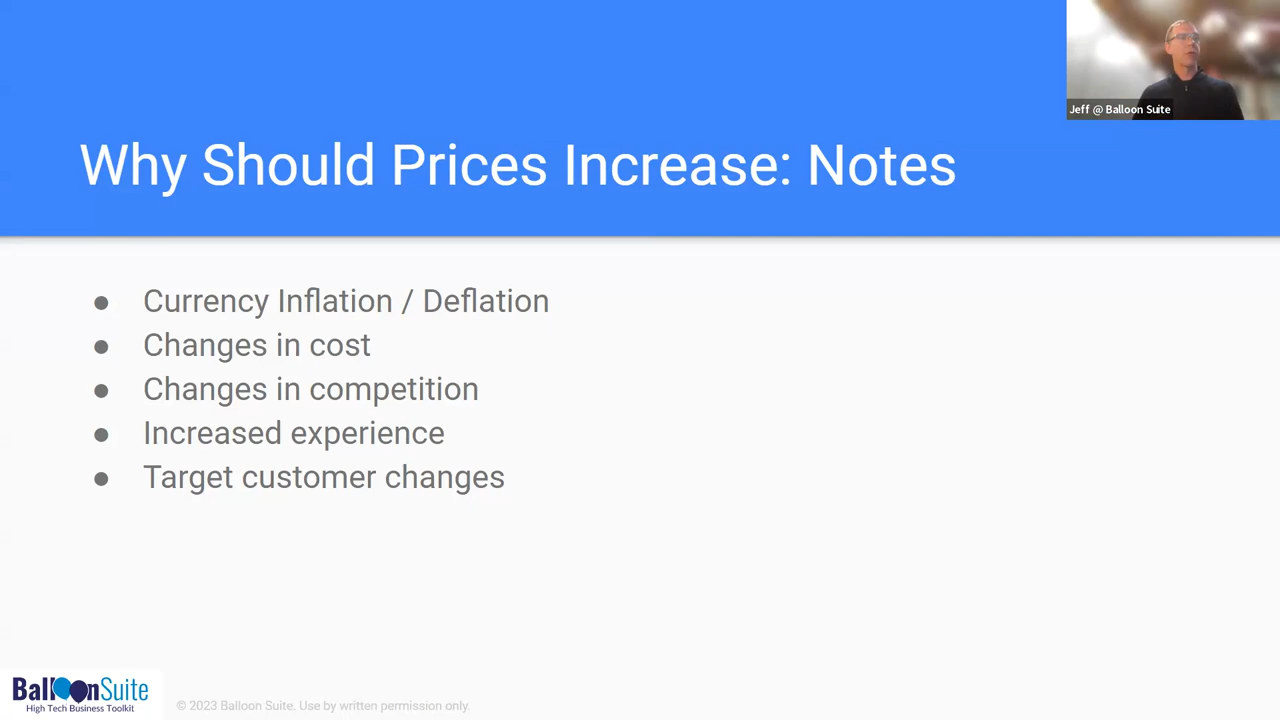 Jeff @ Balloon Suite
Why Should Prices Increase: Notes
● Currency Inflation / Deflation
● Changes in cost
● Changes in competition
● Increased experience
● Target customer changes
BalloonSuite
High Tech Business Toolkit
© 2023 Balloon Suite. Use by written permission only.